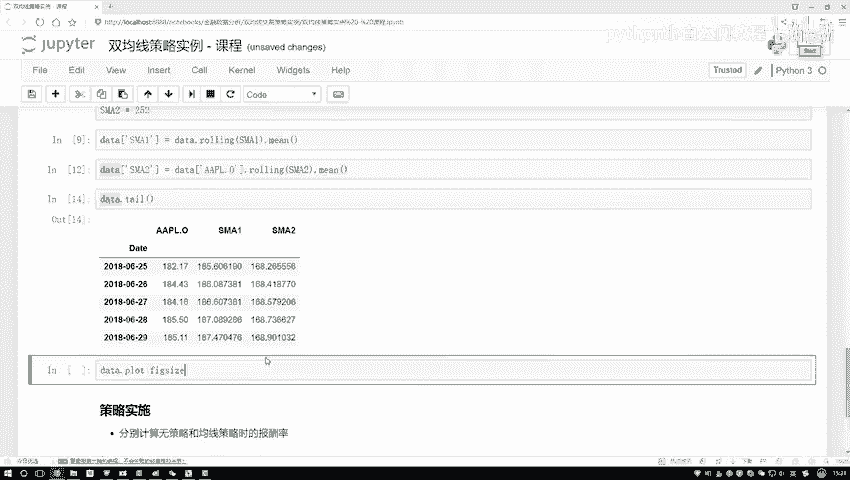 双均线策略实例 - 课程
jupyter 双均线策略实例 - 课程 (unsaved changes)
File Edit View Insert Cell Kernel Widgets Help
Trusted
Python 3
Code
SMA2 = 252
In [9]: data['SMA1'] = data.rolling(SMA1).mean()
In [12]: data['SMA2'] = data['AAPL.O'].rolling(SMA2).mean()
In [14]: data.tail()
Out[14]:
AAPL.O SMA1 SMA2
Date
2018-06-25 182.17 185.606190 168.265556
2018-06-26 184.43 186.087381 168.418770
2018-06-27 184.16 186.607381 168.579206
2018-06-28 185.50 187.089286 168.736627
2018-06-29 185.11 187.470476 168.901032
In [ ]: data.plot figsize
策略实施
• 分别计算无策略和均线策略时的报酬率